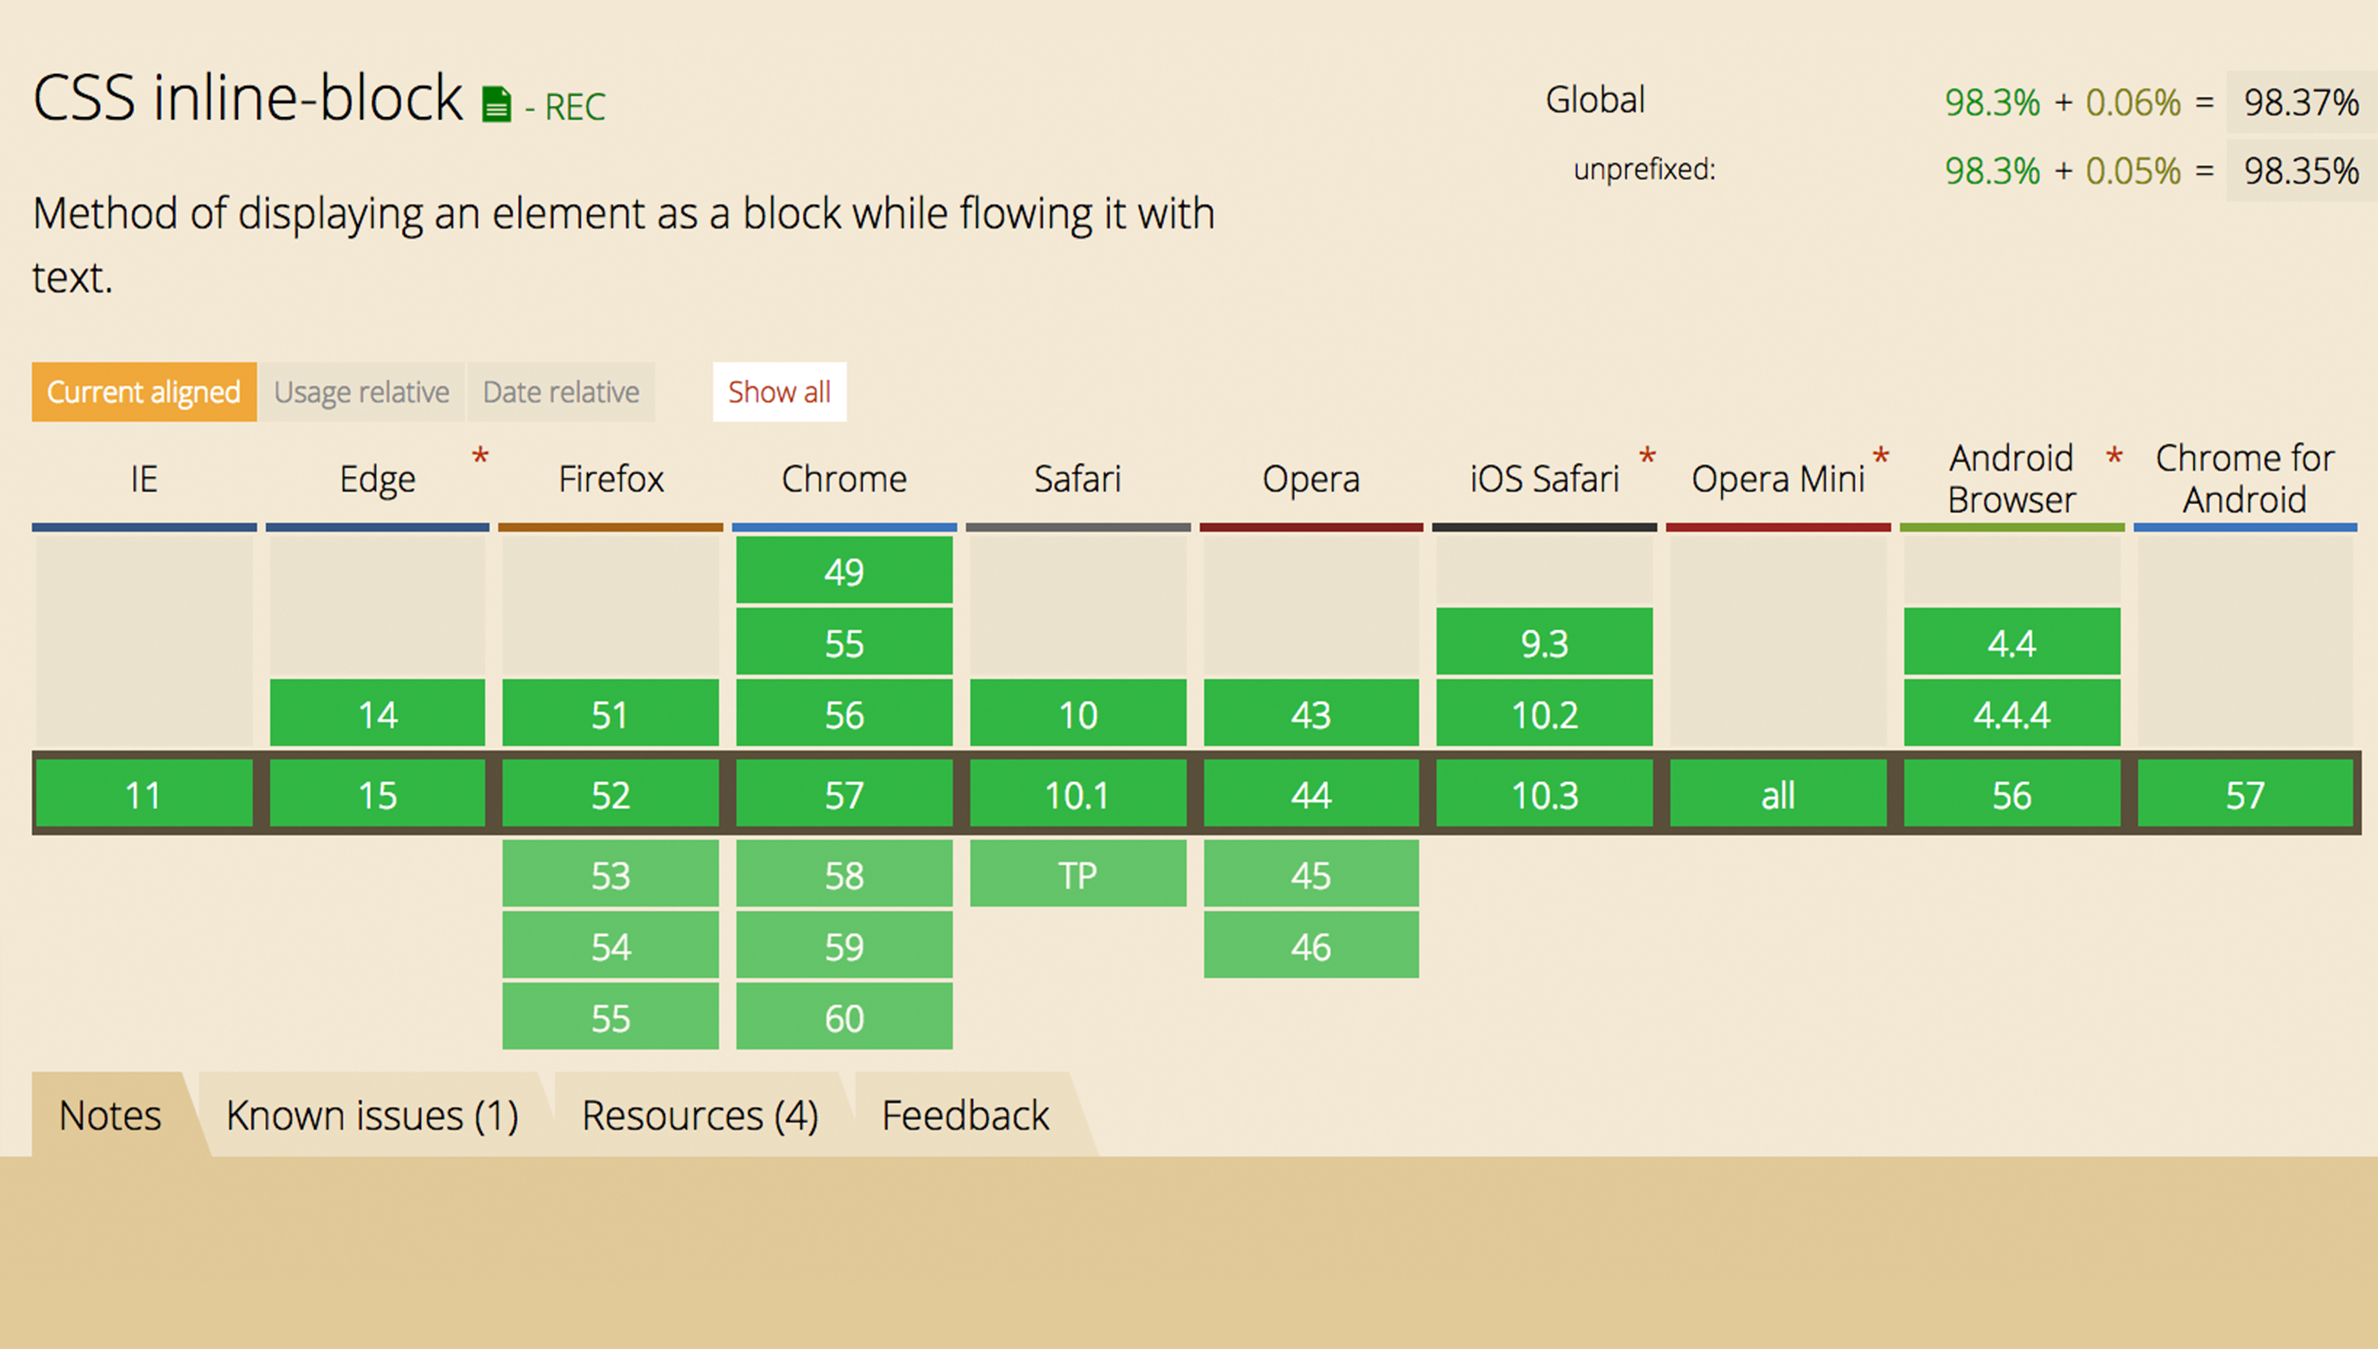 CSS inline-block - REC
Global 98.3% + 0.06% = 98.37%
unprefixed: 98.3% + 0.05% = 98.35%
Method of displaying an element as a block while flowing it with
text.
Current aligned Usage relative Date relative Show all
IE Edge * Firefox Chrome Safari Opera iOS Safari * Opera Mini * Android Browser * Chrome for Android
49
55 9.3 4.4
14 51 56 10 43 10.2 4.4.4
11 15 52 57 10.1 44 10.3 all 56 57
53 58 TP 45
54 59 46
55 60
Notes Known issues (1) Resources (4) Feedback